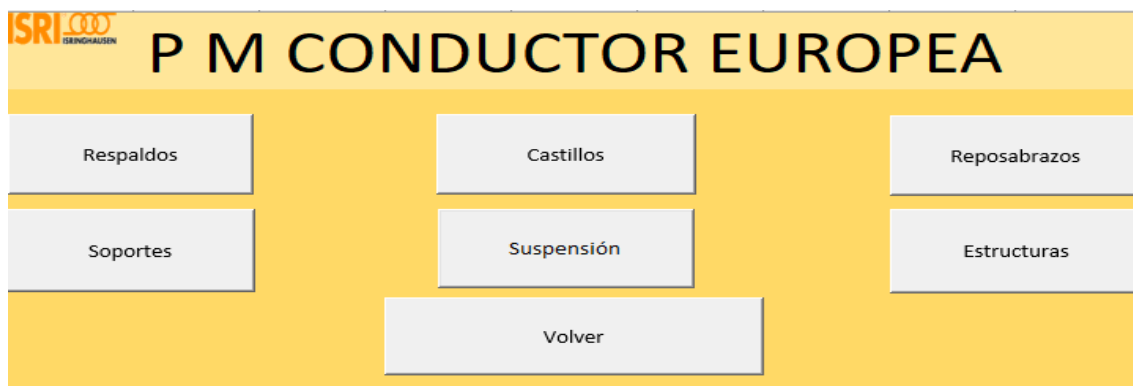 ISRI
ISRINGHAUSEN
P M CONDUCTOR EUROPEA
Respaldos
Castillos
Reposabrazos
Soportes
Suspensión
Estructuras
Volver